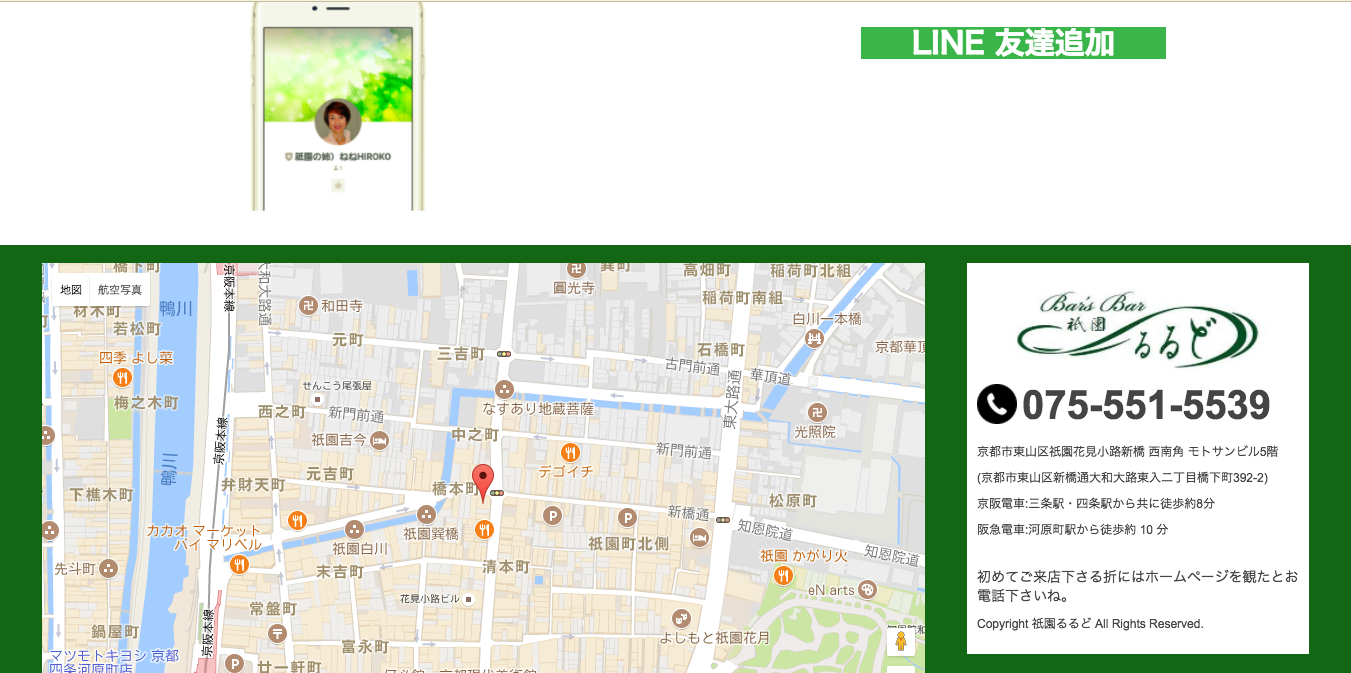 LINE 友達追加
祇園の姉）ねねHIROKO
地図
航空写真
橋下町
巽町
高畑町
稲荷町北組
圓光寺
材木町
鴨川
京阪本線
大和大路通
和田寺
稲荷町南組
若松町
白川一本橋
元町
四季 よし菜
三吉町
石橋町
京都華頂
古門前通
華頂道
せんこう尾張屋
東大路通
梅之木町
西之町
新門前通
なすあり地蔵菩薩
祇園吉今
中之町
光照院
京阪本線
新門前通
鴨川
元吉町
デゴイチ
弁財天町
橋本町
下樵木町
松原町
新橋通
知恩院道
カカオ マーケット
バイ マリベル
祇園巽橋
祇園白川
祇園町北側
祇園 かがり火
知恩院道
先斗町
末吉町
清本町
eN arts
花見小路ビル
常盤町
京阪本線
鍋屋町
富永町
よしもと祇園花月
マツモトキヨシ 京都
四条河原町店
廿一軒町
Bar's Bar
祇園
るるど
075-551-5539
京都市東山区祇園花見小路新橋 西南角 モトサンビル5階
(京都市東山区新橋通大和大路東入二丁目橋下町392-2)
京阪電車:三条駅・四条駅から共に徒歩約8分
阪急電車:河原町駅から徒歩約 10 分
初めてご来店下さる折にはホームページを観たとお
電話下さいね。
Copyright 祇園るるど All Rights Reserved.